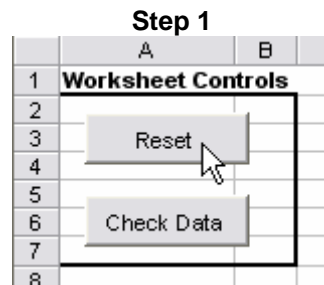 Step 1
A B
1 Worksheet Controls
2
3 Reset
4
5
6 Check Data
7
8